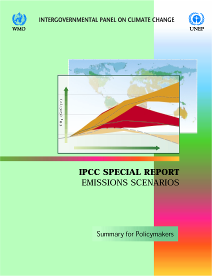 INTERGOVERNMENTAL PANEL ON CLIMATE CHANGE
WMO
UNEP
IPCC SPECIAL REPORT
EMISSIONS SCENARIOS
Summary for Policymakers